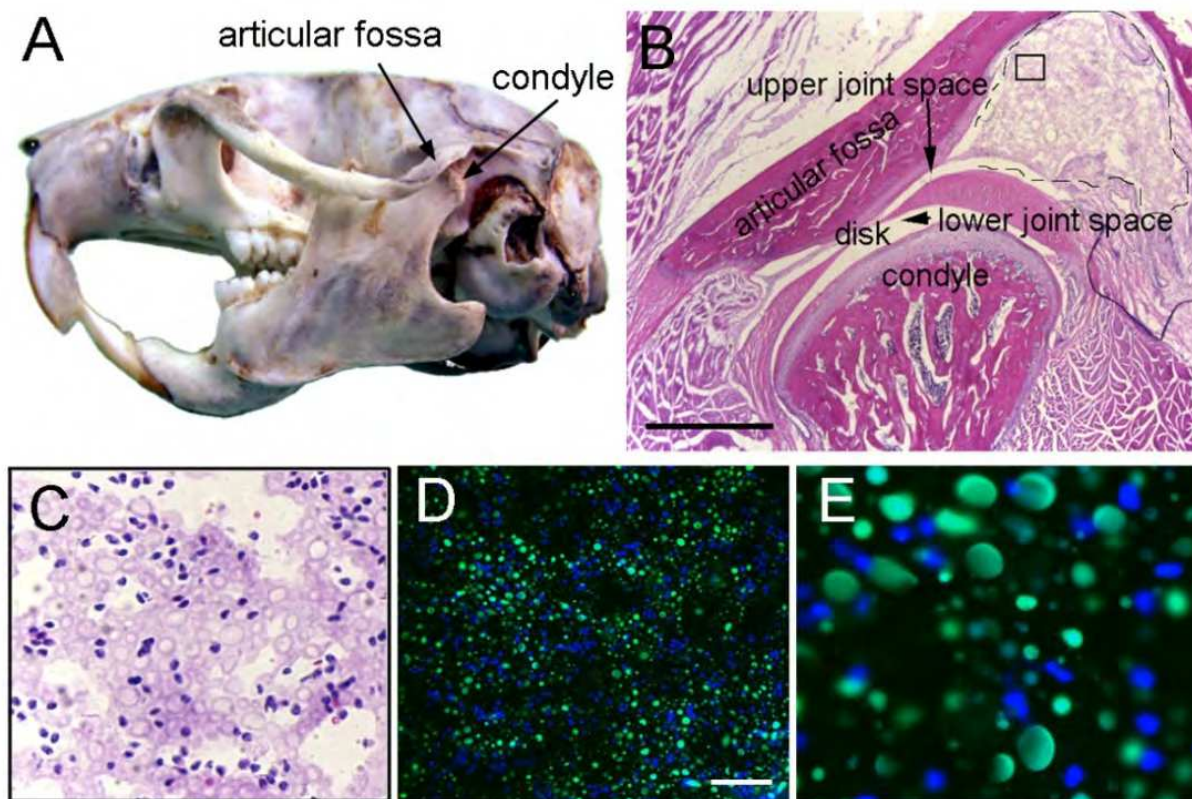 A
articular fossa
condyle
B
upper joint space
articular fossa
disk
lower joint space
condyle
C
D
E